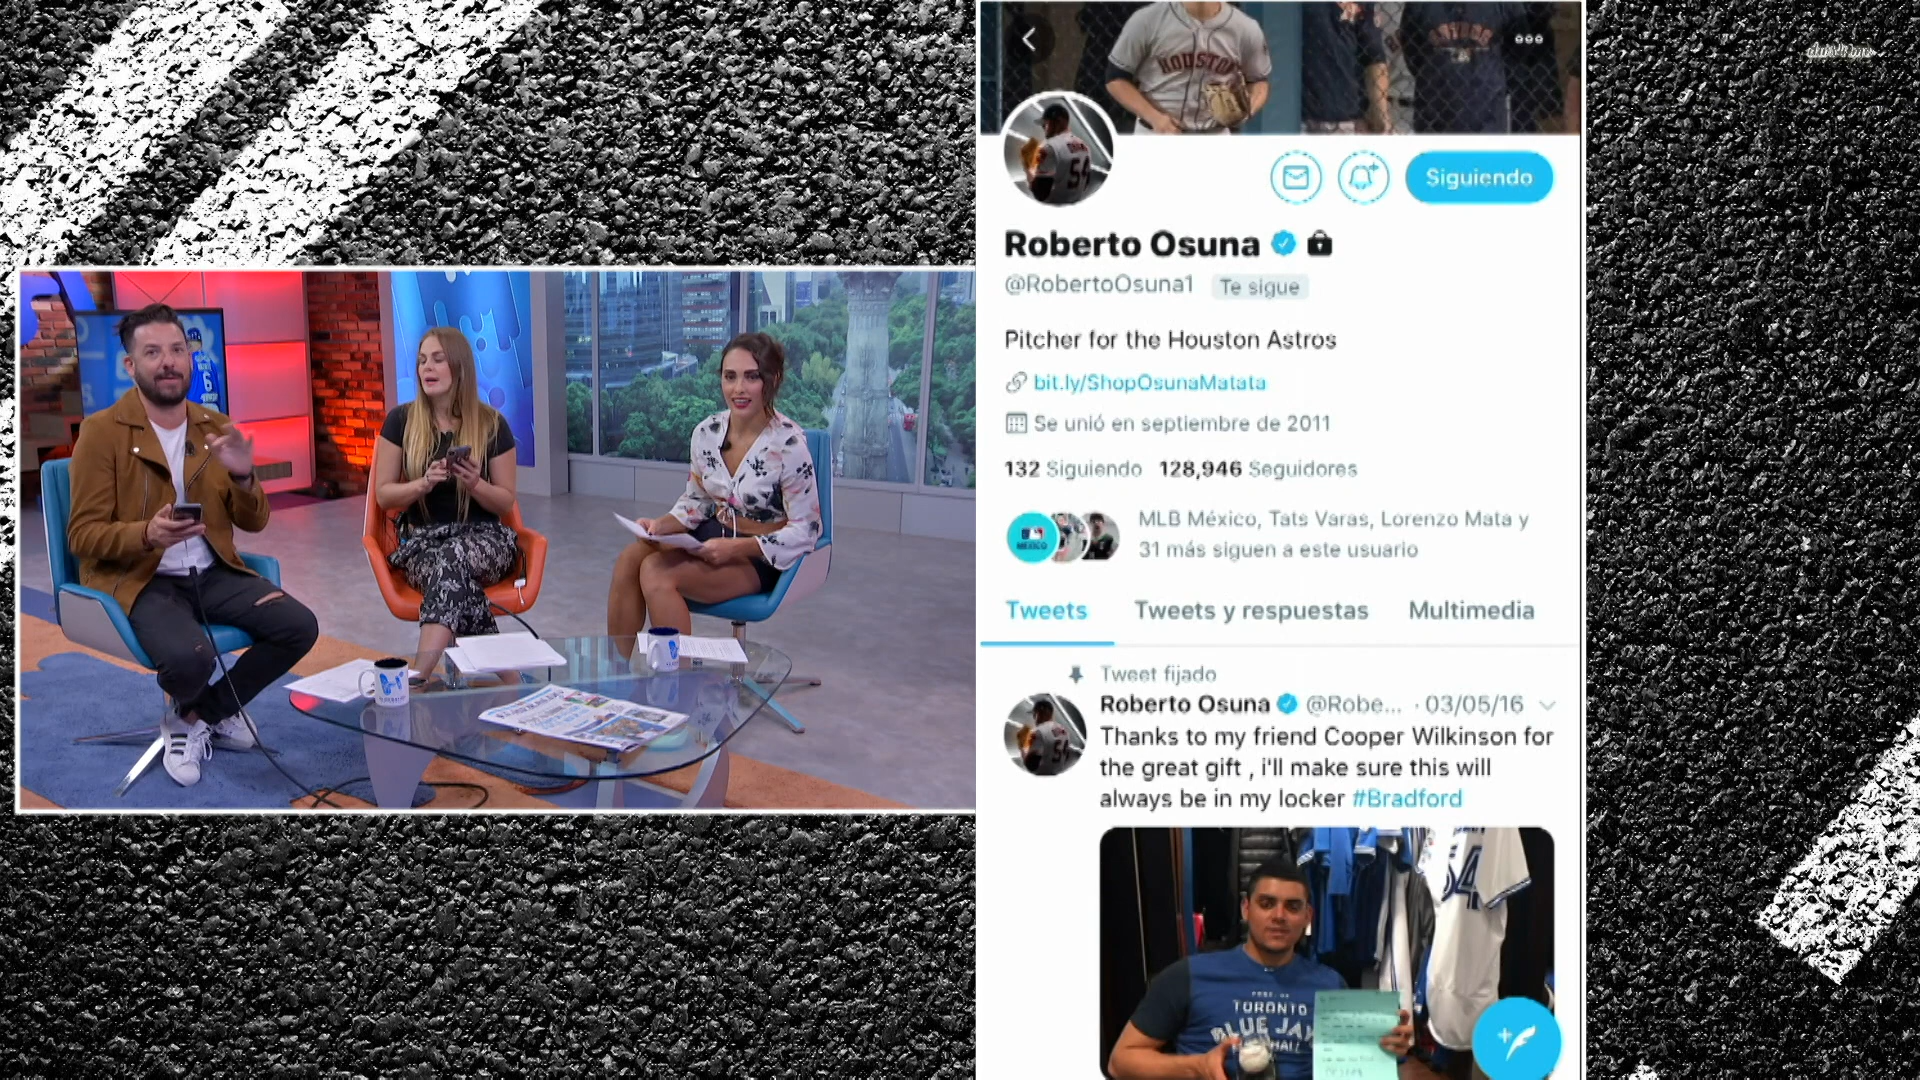 HOUSTON
Siguiendo
Roberto Osuna
@RobertoOsuna1 Te sigue
Pitcher for the Houston Astros
bit.ly/ShopOsunaMatata
Se unió en septiembre de 2011
132 Siguiendo 128,946 Seguidores
MLB México, Tats Varas, Lorenzo Mata y
31 más siguen a este usuario
Tweets Tweets y respuestas Multimedia
Tweet fijado
Roberto Osuna @Robe... · 03/05/16
Thanks to my friend Cooper Wilkinson for
the great gift , i'll make sure this will
always be in my locker #Bradford
54
TORONTO
BLUE JAY